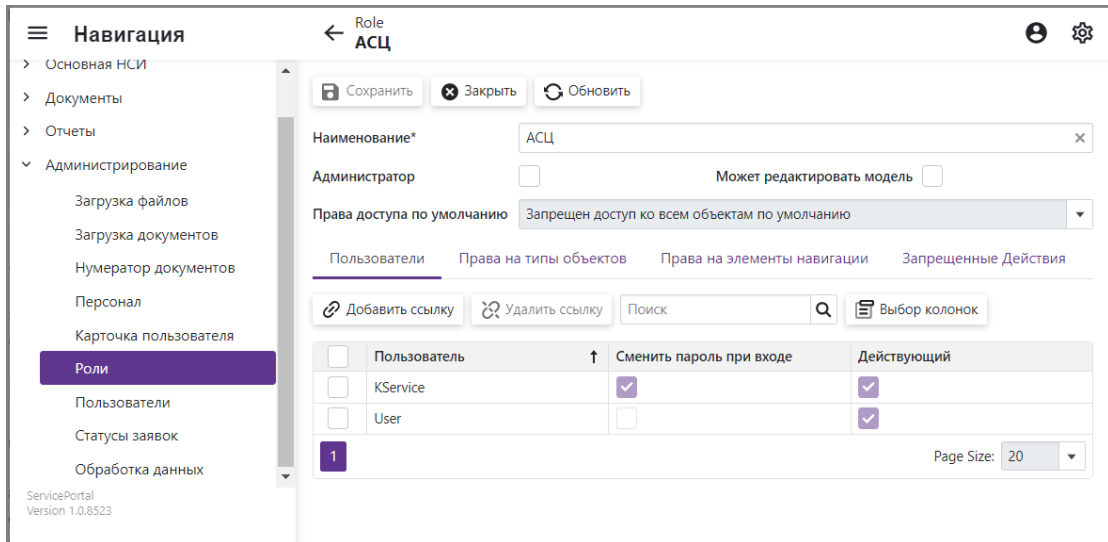 Навигация
Основная НСИ
Документы
Отчеты
Администрирование
Загрузка файлов
Загрузка документов
Нумератор документов
Персонал
Карточка пользователя
Роли
Пользователи
Статусы заявок
Обработка данных
ServicePortal
Version 1.0.8523
Role
АСЦ
Сохранить Закрыть Обновить
Наименование* АСЦ
Администратор Может редактировать модель
Права доступа по умолчанию Запрещен доступ ко всем объектам по умолчанию
Пользователи Права на типы объектов Права на элементы навигации Запрещенные Действия
Добавить ссылку Удалить ссылку Поиск Выбор колонок
Пользователь Сменить пароль при входе Действующий
KService
User
1 Page Size: 20